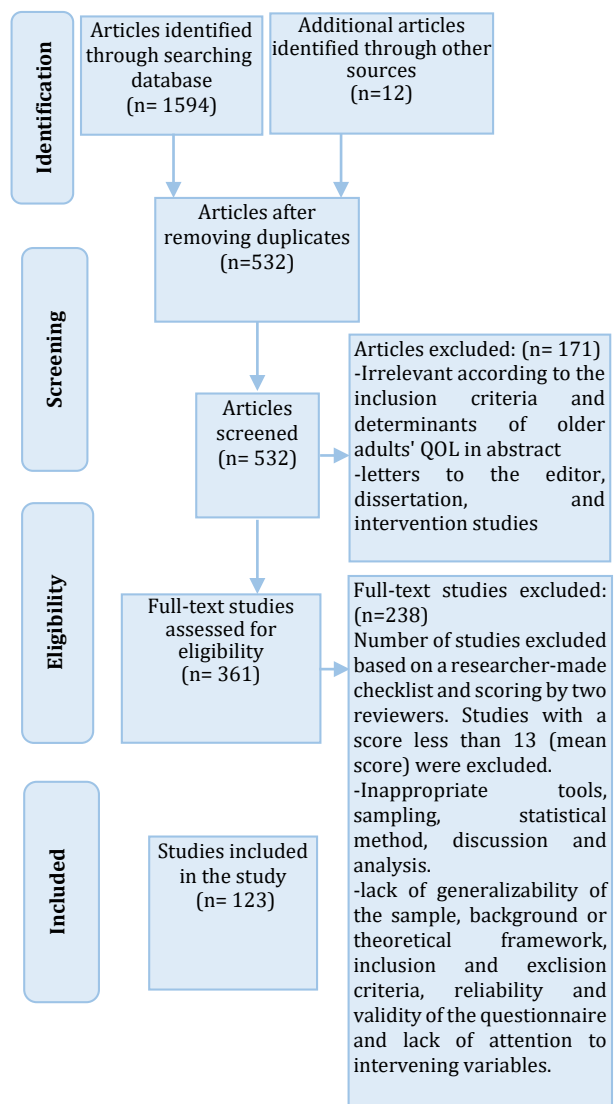 Identification
Articles identified
through searching
database
(n= 1594)
Additional articles
identified through other
sources
(n=12)
Articles after
removing duplicates
(n=532)
Screening
Articles
screened
(n= 532)
Articles excluded: (n= 171)
-Irrelevant according to the
inclusion criteria and
determinants of older
adults' QOL in abstract
-letters to the editor,
dissertation, and
intervention studies
Eligibility
Full-text studies
assessed for
eligibility
(n= 361)
Full-text studies excluded:
(n=238)
Number of studies excluded
based on a researcher-made
checklist and scoring by two
reviewers. Studies with a
score less than 13 (mean
score) were excluded.
-Inappropriate tools,
sampling, statistical
method, discussion and
analysis.
-lack of generalizability of
the sample, background or
theoretical framework,
inclusion and exclision
criteria, reliability and
validity of the questionnaire
and lack of attention to
intervening variables.
Included
Studies included
in the study
(n= 123)